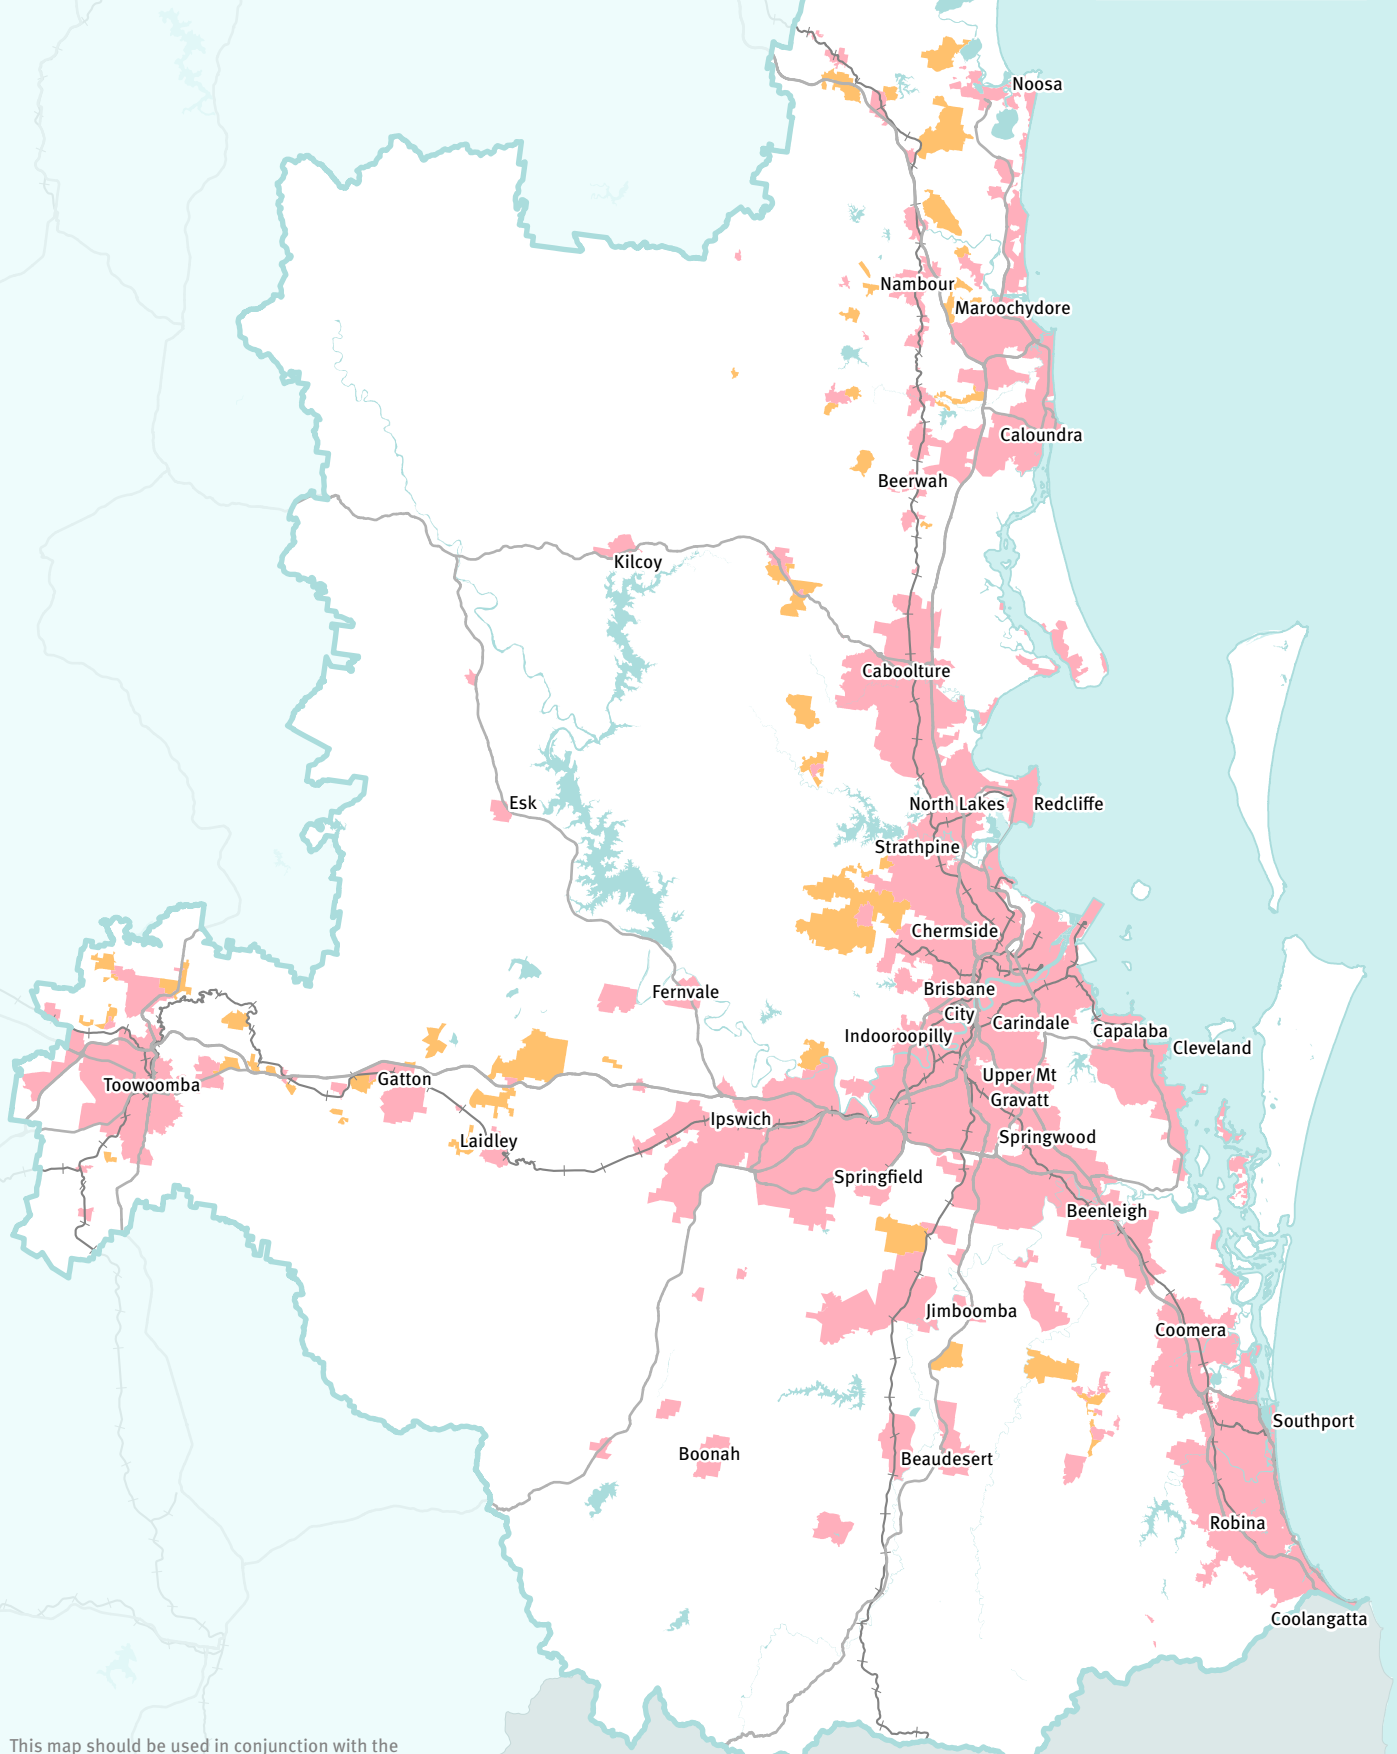 Noosa
Nambour
Maroochydore
Caloundra
Beerwah
Kilcoy
Caboolture
Esk
North Lakes
Redcliffe
Strathpine
Chermside
Fernvale
Brisbane
City
Carindale
Capalaba
Indooroopilly
Cleveland
Toowoomba
Gatton
Upper Mt
Gravatt
Ipswich
Laidley
Springwood
Springfield
Beenleigh
Jimboomba
Coomera
Southport
Boonah
Beaudesert
Robina
Coolangatta
This map should be used in conjunction with the